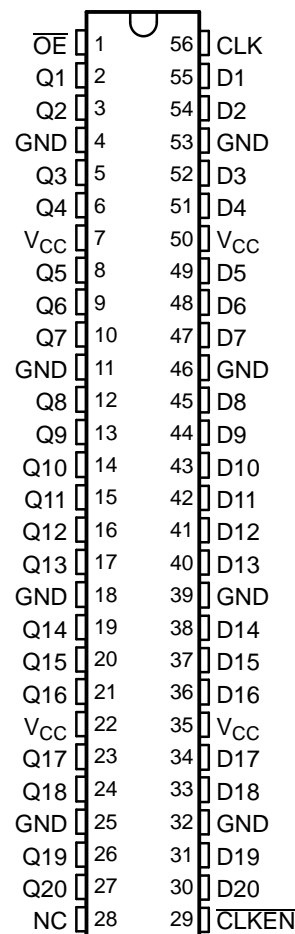 O̅E̅ 1 56 CLK
Q1 2 55 D1
Q2 3 54 D2
GND 4 53 GND
Q3 5 52 D3
Q4 6 51 D4
VCC 7 50 VCC
Q5 8 49 D5
Q6 9 48 D6
Q7 10 47 D7
GND 11 46 GND
Q8 12 45 D8
Q9 13 44 D9
Q10 14 43 D10
Q11 15 42 D11
Q12 16 41 D12
Q13 17 40 D13
GND 18 39 GND
Q14 19 38 D14
Q15 20 37 D15
Q16 21 36 D16
VCC 22 35 VCC
Q17 23 34 D17
Q18 24 33 D18
GND 25 32 GND
Q19 26 31 D19
Q20 27 30 D20
NC 28 29 C̅L̅K̅E̅N̅